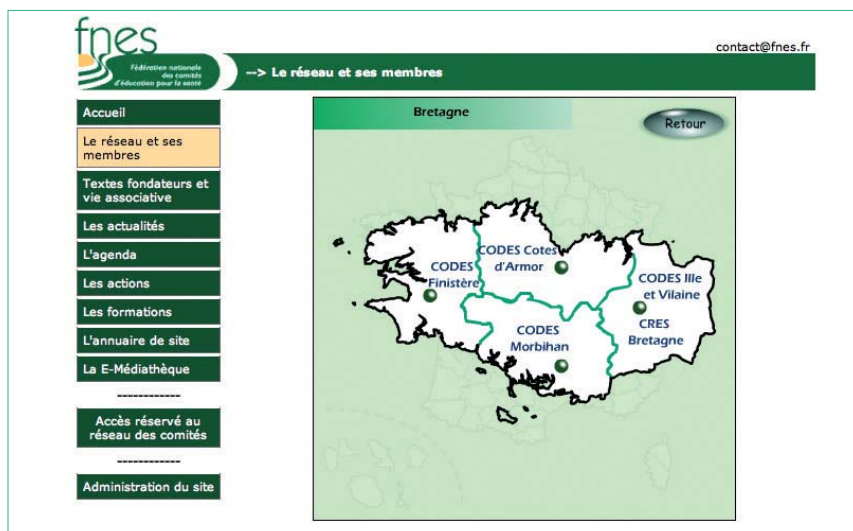 fnes
Fédération nationale
des comités
d'éducation pour la santé
contact@fnes.fr
--> Le réseau et ses membres
Accueil
Le réseau et ses
membres
Textes fondateurs et
vie associative
Les actualités
L'agenda
Les actions
Les formations
L'annuaire de site
La E-Médiathèque
------------
Accès réservé au
réseau des comités
------------
Administration du site
Bretagne
Retour
CODES Cotes
d'Armor
CODES
Finistère
CODES Ille
et Vilaine
CRES
Bretagne
CODES
Morbihan